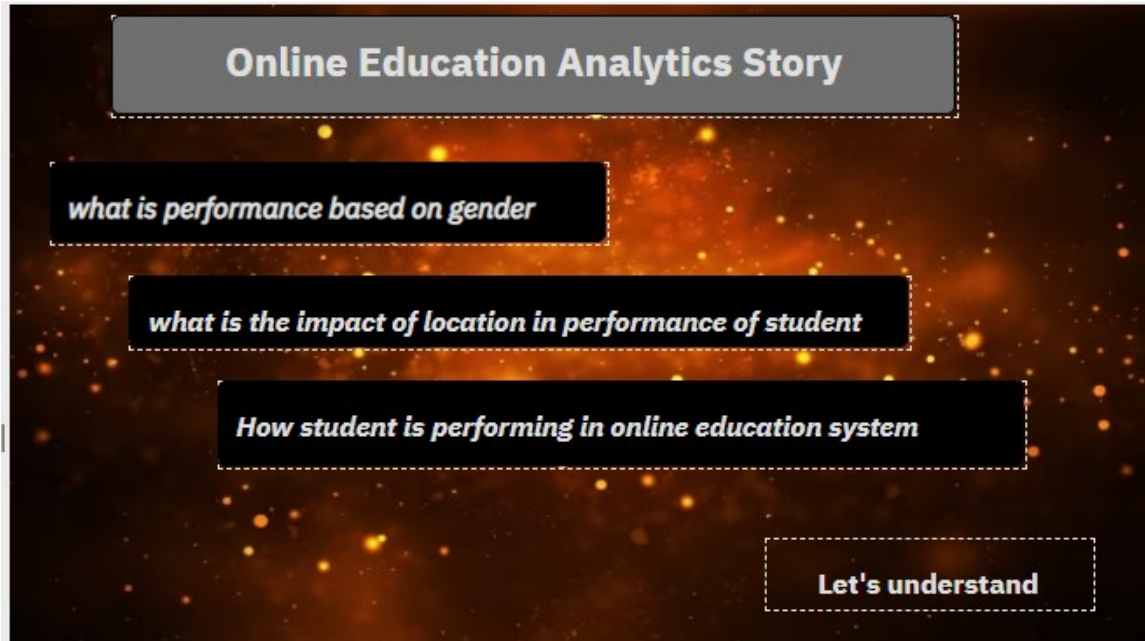 Online Education Analytics Story
what is performance based on gender
what is the impact of location in performance of student
How student is performing in online education system
Let's understand